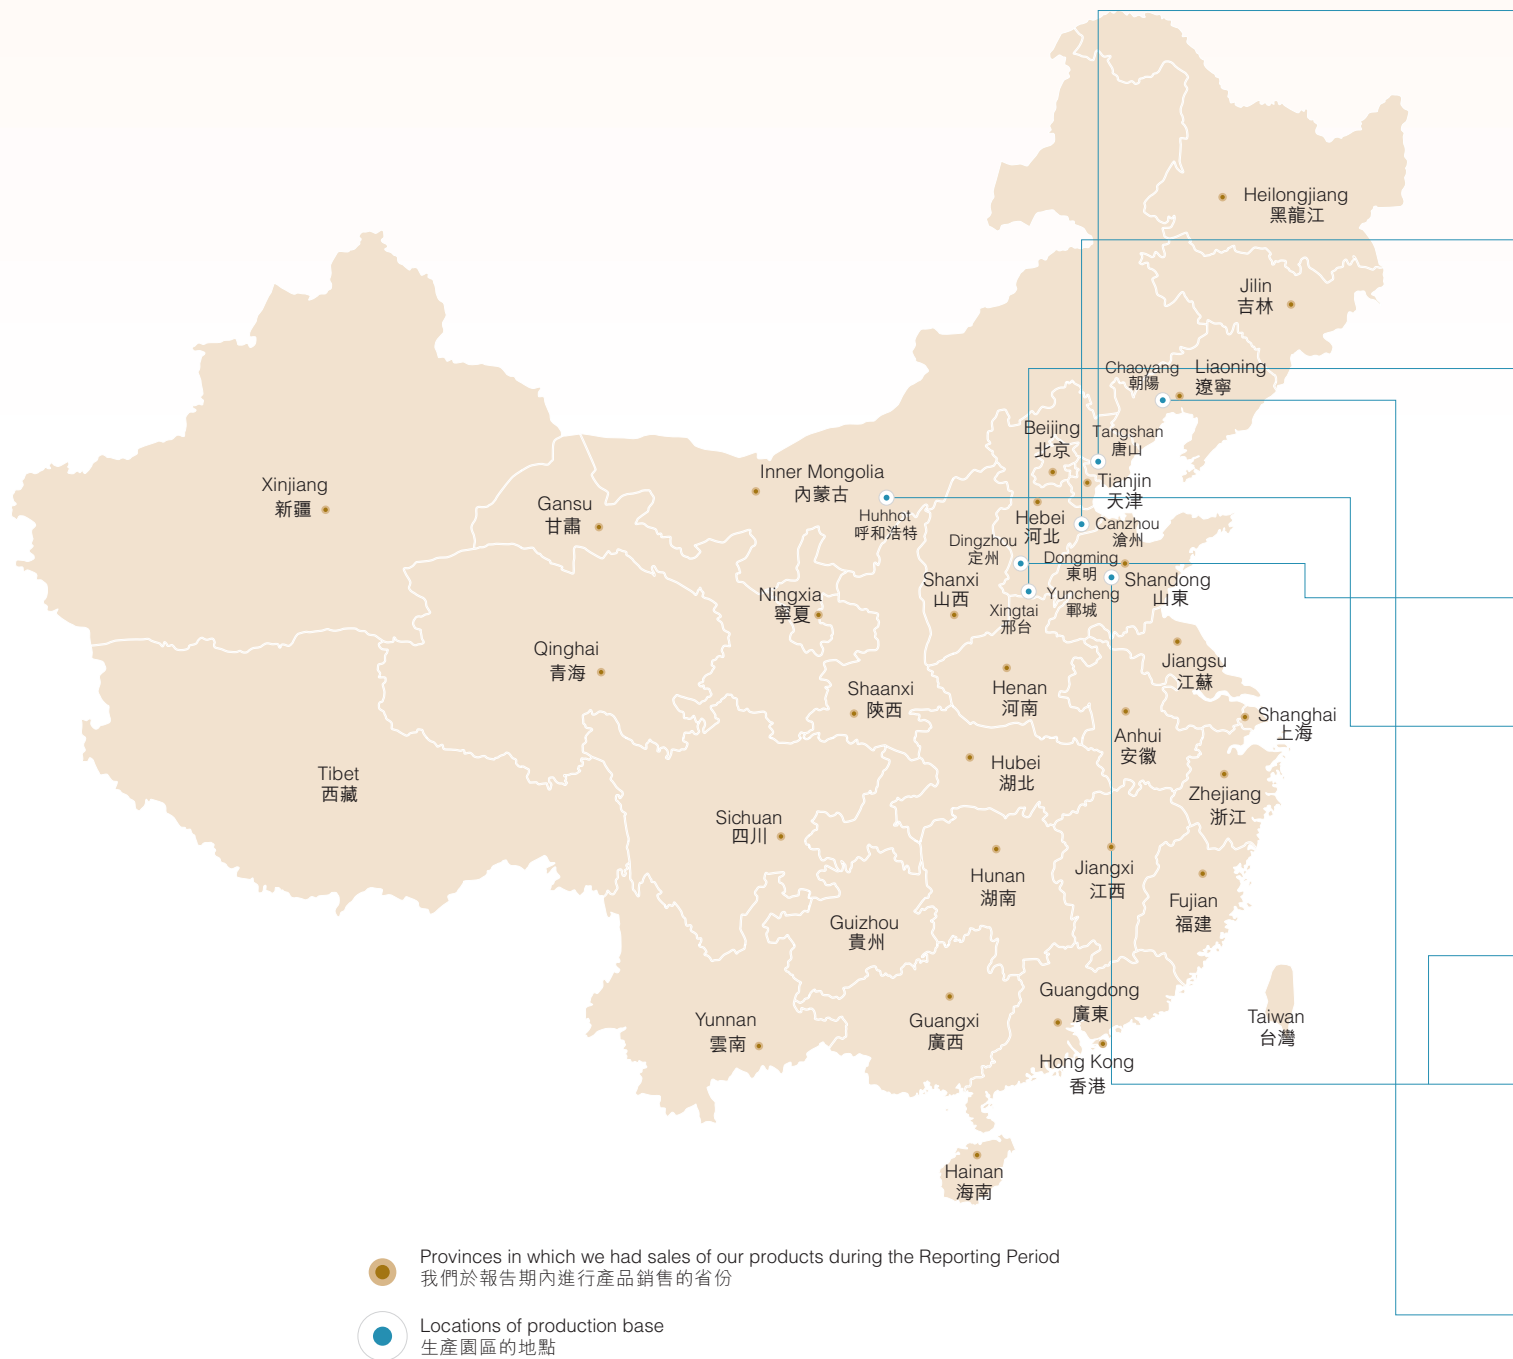 Heilongjiang
黑龍江
Jilin
吉林
Chaoyang
朝陽
Liaoning
遼寧
Beijing
北京
Tangshan
唐山
Tianjin
天津
Inner Mongolia
內蒙古
Huhhot
呼和浩特
Xinjiang
新疆
Gansu
甘肅
Hebei
河北
Canzhou
滄州
Dingzhou
定州
Dongming
東明
Shandong
山東
Shanxi
山西
Yuncheng
鄆城
Xingtai
邢台
Ningxia
寧夏
Qinghai
青海
Jiangsu
江蘇
Shaanxi
陝西
Henan
河南
Shanghai
上海
Anhui
安徽
Hubei
湖北
Tibet
西藏
Zhejiang
浙江
Sichuan
四川
Hunan
湖南
Jiangxi
江西
Fujian
福建
Guizhou
貴州
Guangdong
廣東
Yunnan
雲南
Guangxi
廣西
Taiwan
台灣
Hong Kong
香港
Hainan
海南
Provinces in which we had sales of our products during the Reporting Period
我們於報告期內進行產品銷售的省份
Locations of production base
生產園區的地點